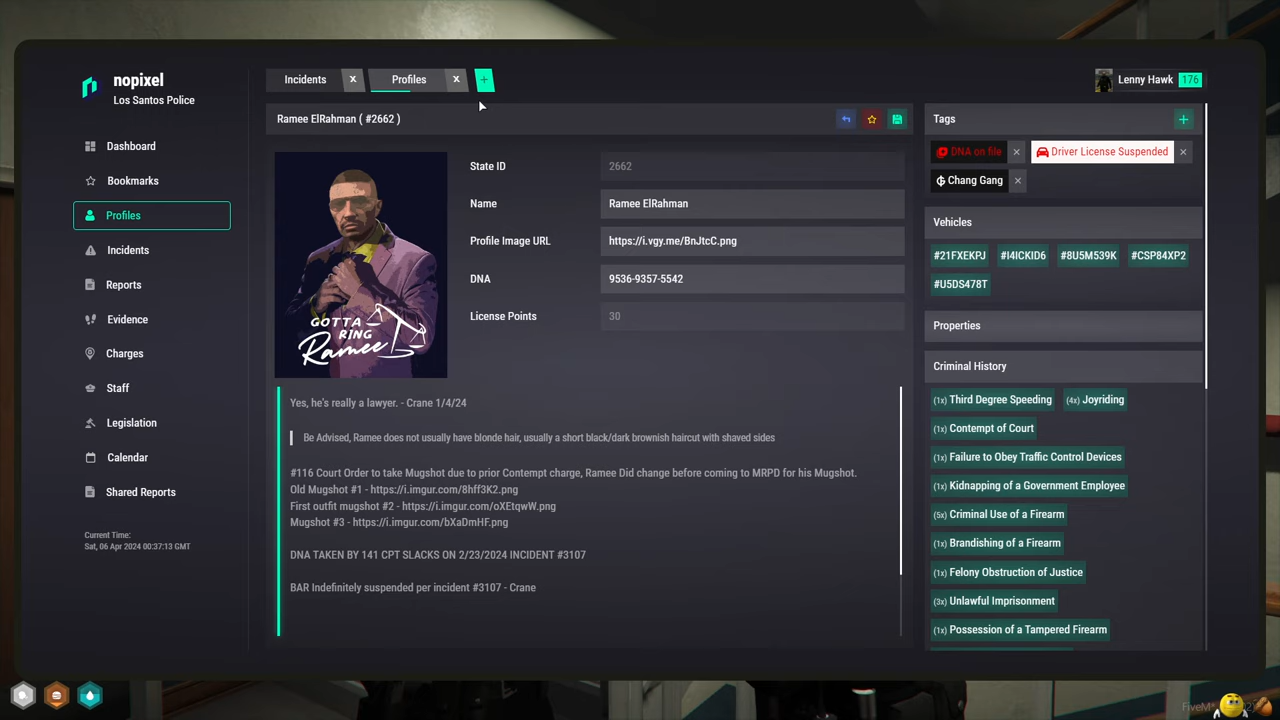 nopixel
Los Santos Police
Incidents x
Profiles x
+
Lenny Hawk 176
Dashboard
Bookmarks
Profiles
Incidents
Reports
Evidence
Charges
Staff
Legislation
Calendar
Shared Reports
Current Time:
Sat, 06 Apr 2024 00:37:13 GMT
Ramee ElRahman ( #2662 )
GOTTA
RING
Ramee
State ID 2662
Name Ramee ElRahman
Profile Image URL https://i.vgy.me/BnJtcC.png
DNA 9536-9357-5542
License Points 30
Yes, he's really a lawyer. - Crane 1/4/24
Be Advised, Ramee does not usually have blonde hair, usually a short black/dark brownish haircut with shaved sides
#116 Court Order to take Mugshot due to prior Contempt charge, Ramee Did change before coming to MRPD for his Mugshot.
Old Mugshot #1 - https://i.imgur.com/8hff3K2.png
First outfit mugshot #2 - https://i.imgur.com/oXEtqwW.png
Mugshot #3 - https://i.imgur.com/bXaDmHF.png
DNA TAKEN BY 141 CPT SLACKS ON 2/23/2024 INCIDENT #3107
BAR Indefinitely suspended per incident #3107 - Crane
Tags +
DNA on file x Driver License Suspended x
Chang Gang x
Vehicles
#21FXEKPJ #I4ICKID6 #8U5M539K #CSP84XP2
#U5DS478T
Properties
Criminal History
(1x) Third Degree Speeding (4x) Joyriding
(1x) Contempt of Court
(1x) Failure to Obey Traffic Control Devices
(1x) Kidnapping of a Government Employee
(5x) Criminal Use of a Firearm
(1x) Brandishing of a Firearm
(1x) Felony Obstruction of Justice
(3x) Unlawful Imprisonment
(1x) Possession of a Tampered Firearm
FiveM